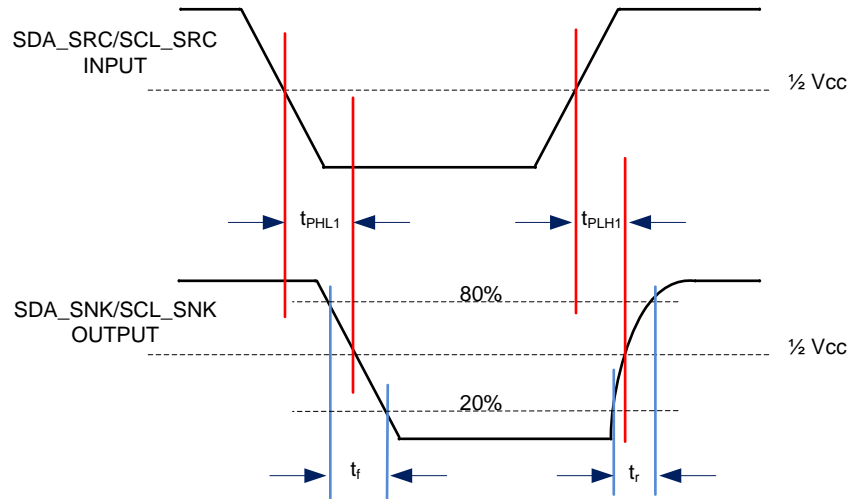 SDA_SRC/SCL_SRC
INPUT
½ Vcc
tPHL1
tPLH1
80%
SDA_SNK/SCL_SNK
OUTPUT
½ Vcc
20%
tf
tr